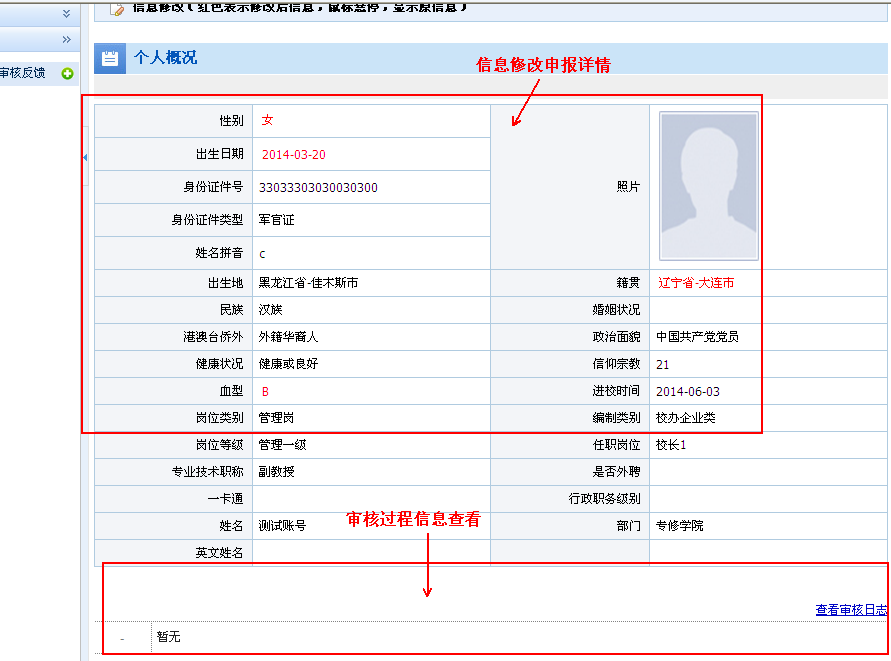 信息修改（红色表示修改后信息，鼠标悬停，显示原信息）
审核反馈
个人概况
信息修改申报详情
性别 女
出生日期 2014-03-20
身份证件号 33033303030030300
照片
身份证件类型 军官证
姓名拼音 c
出生地 黑龙江省-佳木斯市 籍贯 辽宁省-大连市
民族 汉族 婚姻状况
港澳台侨外 外籍华裔人 政治面貌 中国共产党党员
健康状况 健康或良好 信仰宗教 21
血型 B 进校时间 2014-06-03
岗位类别 管理岗 编制类别 校办企业类
岗位等级 管理一级 任职岗位 校长1
专业技术职称 副教授 是否外聘
一卡通 行政职务级别
审核过程信息查看
姓名 测试账号 部门 专修学院
英文姓名
查看审核日志
- 暂无